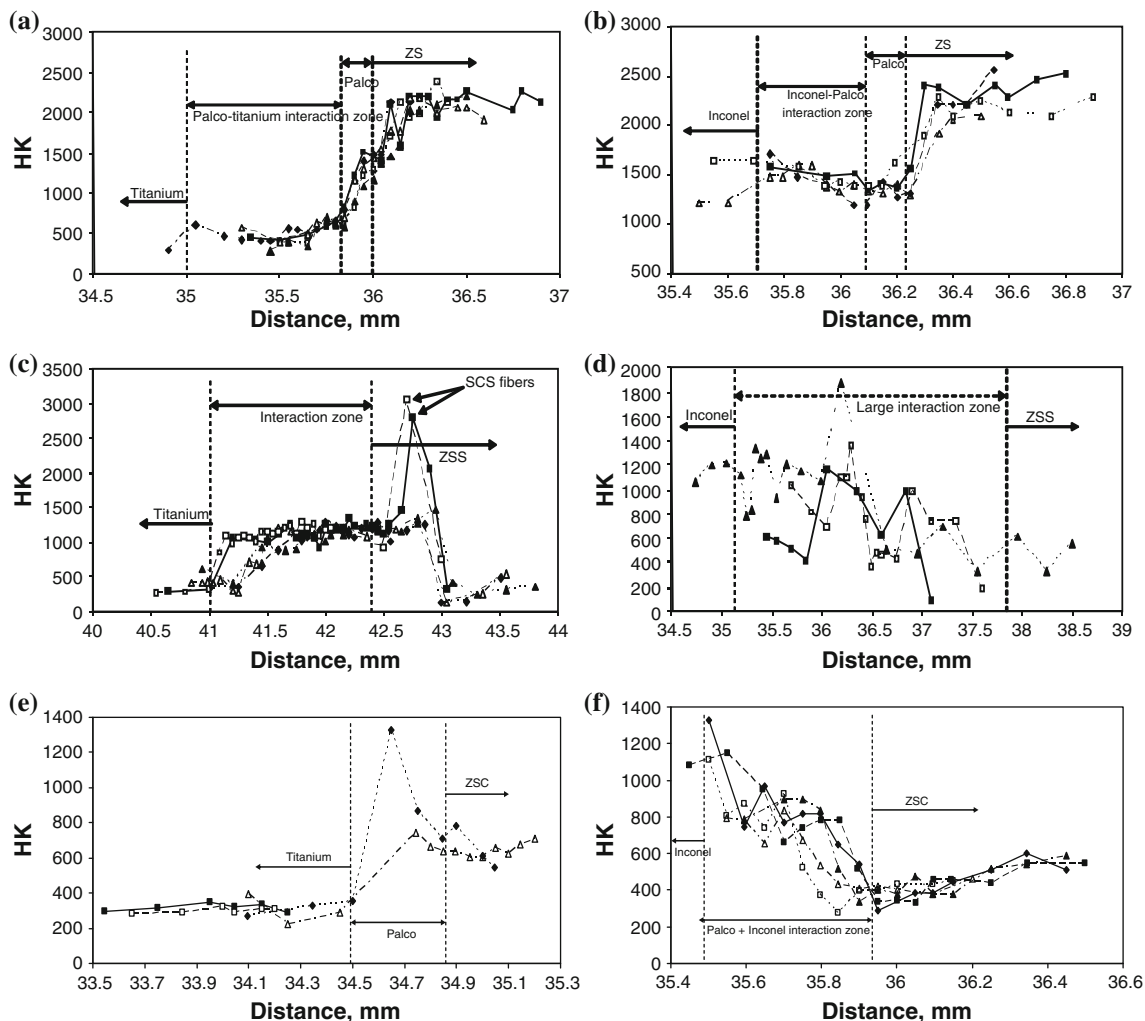 (a)
3000
2500
2000
1500
1000
500
0
HK
ZS
Palco
Palco-titanium interaction zone
Titanium
34.5 35 35.5 36 36.5 37
Distance, mm
(b)
3000
2500
2000
1500
1000
500
HK
ZS
Palco
Inconel-Palco
interaction zone
Inconel
35.4 35.6 35.8 36 36.2 36.4 36.6 36.8 37
Distance, mm
(c)
3500
3000
2500
2000
1500
1000
500
0
HK
SCS fibers
Interaction zone
ZSS
Titanium
40 40.5 41 41.5 42 42.5 43 43.5 44
Distance, mm
(d)
2000
1800
1600
1400
1200
1000
800
600
400
200
0
HK
Large interaction zone
Inconel
ZSS
34.5 35 35.5 36 36.5 37 37.5 38 38.5 39
Distance, mm
(e)
1400
1200
1000
800
600
400
200
0
HK
ZSC
Titanium
Palco
33.5 33.7 33.9 34.1 34.3 34.5 34.7 34.9 35.1 35.3
Distance, mm
(f)
1400
1200
1000
800
600
400
200
0
HK
ZSC
Inconel
Palco + Inconel interaction zone
35.4 35.6 35.8 36.0 36.2 36.4 36.6
Distance, mm